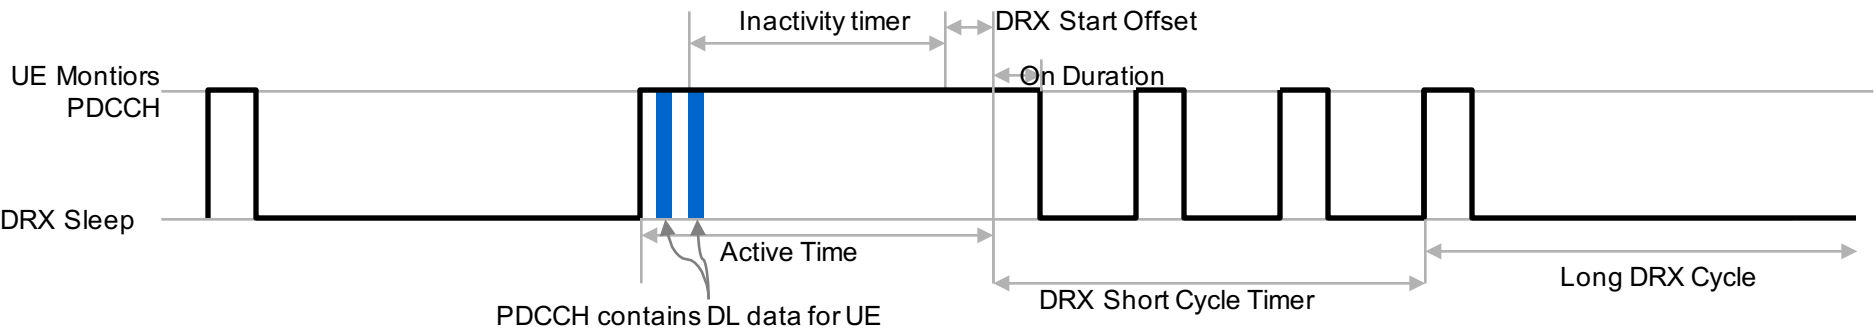 Inactivity timer
DRX Start Offset
UE Montiors
PDCCH
On Duration
DRX Sleep
Active Time
Long DRX Cycle
DRX Short Cycle Timer
PDCCH contains DL data for UE